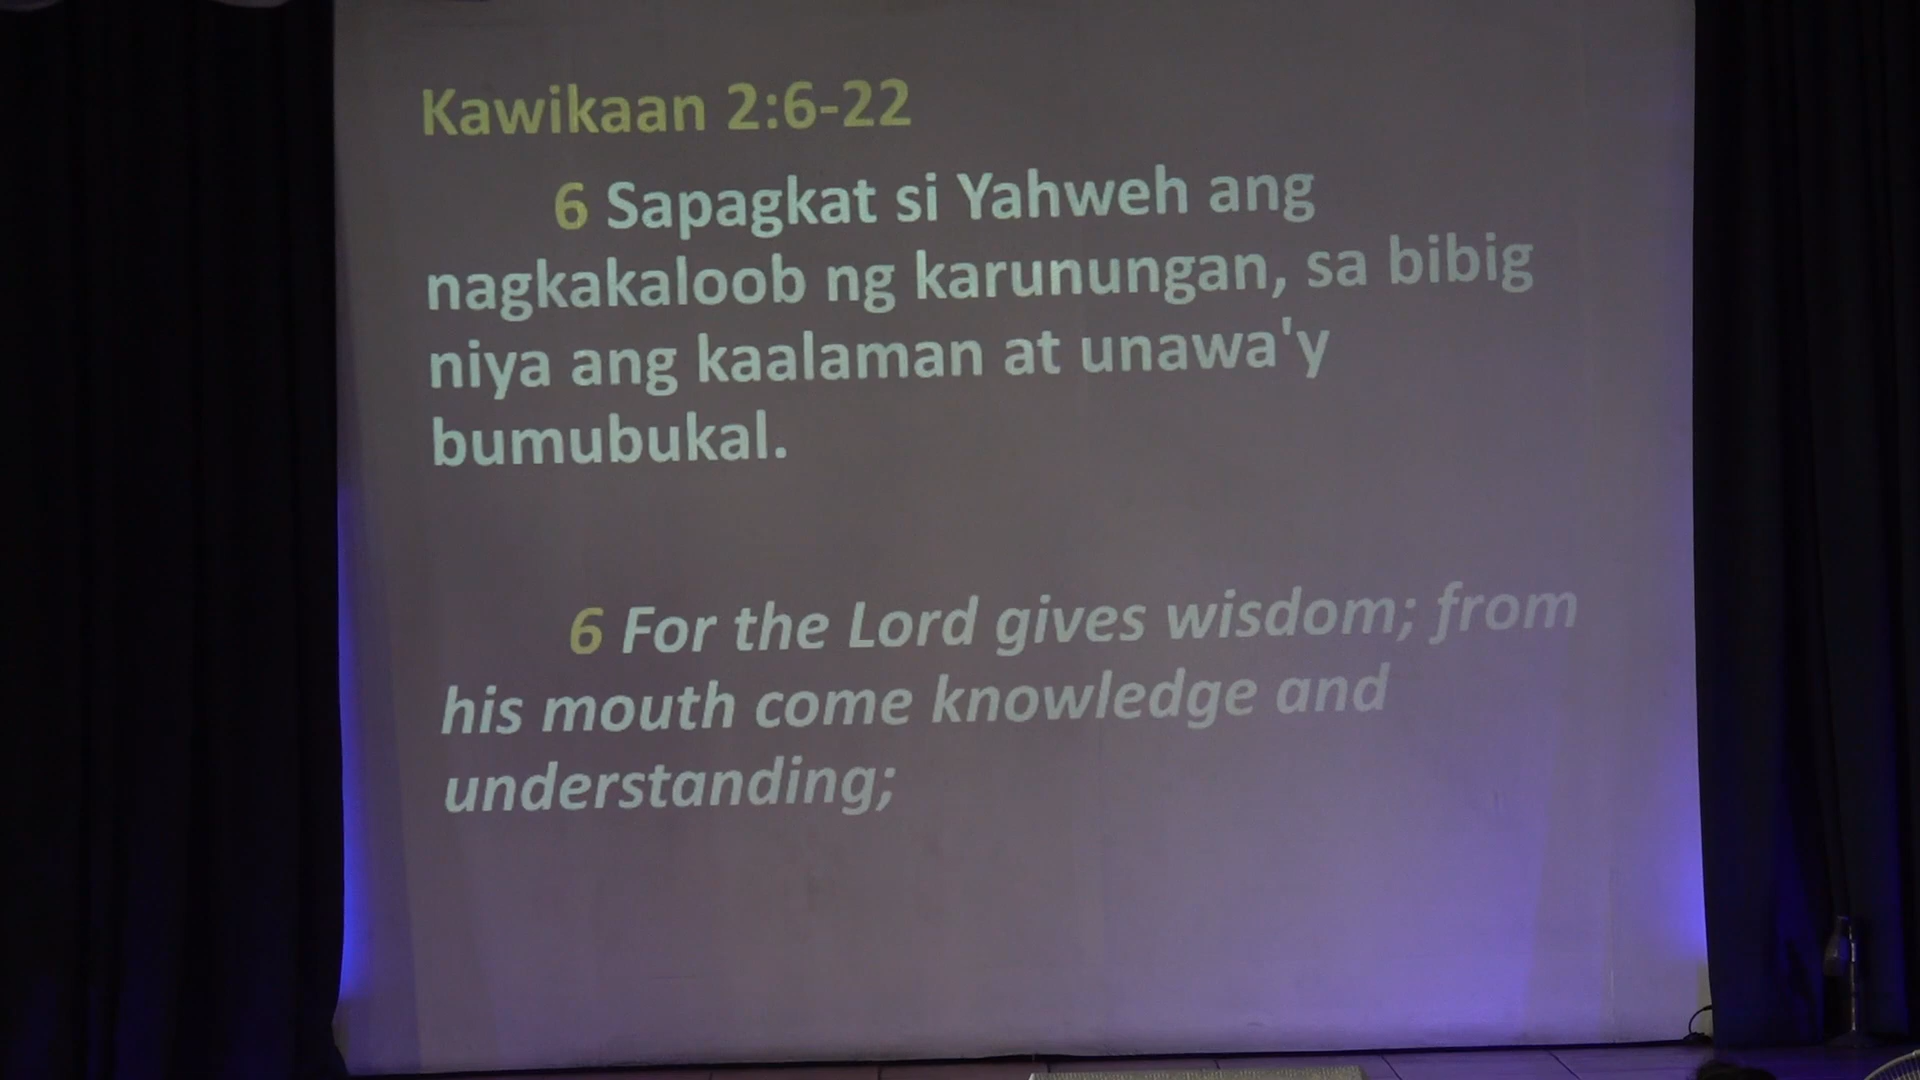 Kawikaan 2:6-22
6 Sapagkat si Yahweh ang
nagkakaloob ng karunungan, sa bibig
niya ang kaalaman at unawa'y
bumubukal.
6 For the Lord gives wisdom; from
his mouth come knowledge and
understanding;